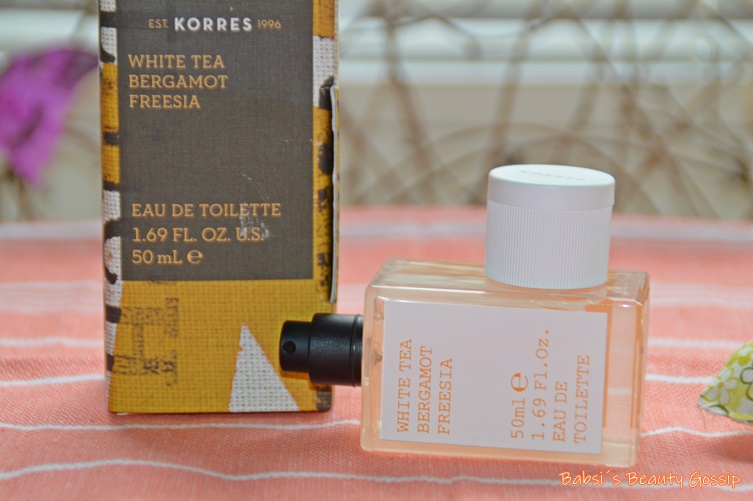 EST. KORRES 1996
WHITE TEA
BERGAMOT
FREESIA
EAU DE TOILETTE
1.69 FL. OZ. U.S.
50 mL ℮
KORRES
WHITE TEA
BERGAMOT
FREESIA
50ml ℮
1.69 Fl.Oz.
EAU DE
TOILETTE
Babsi´s Beauty Gossip